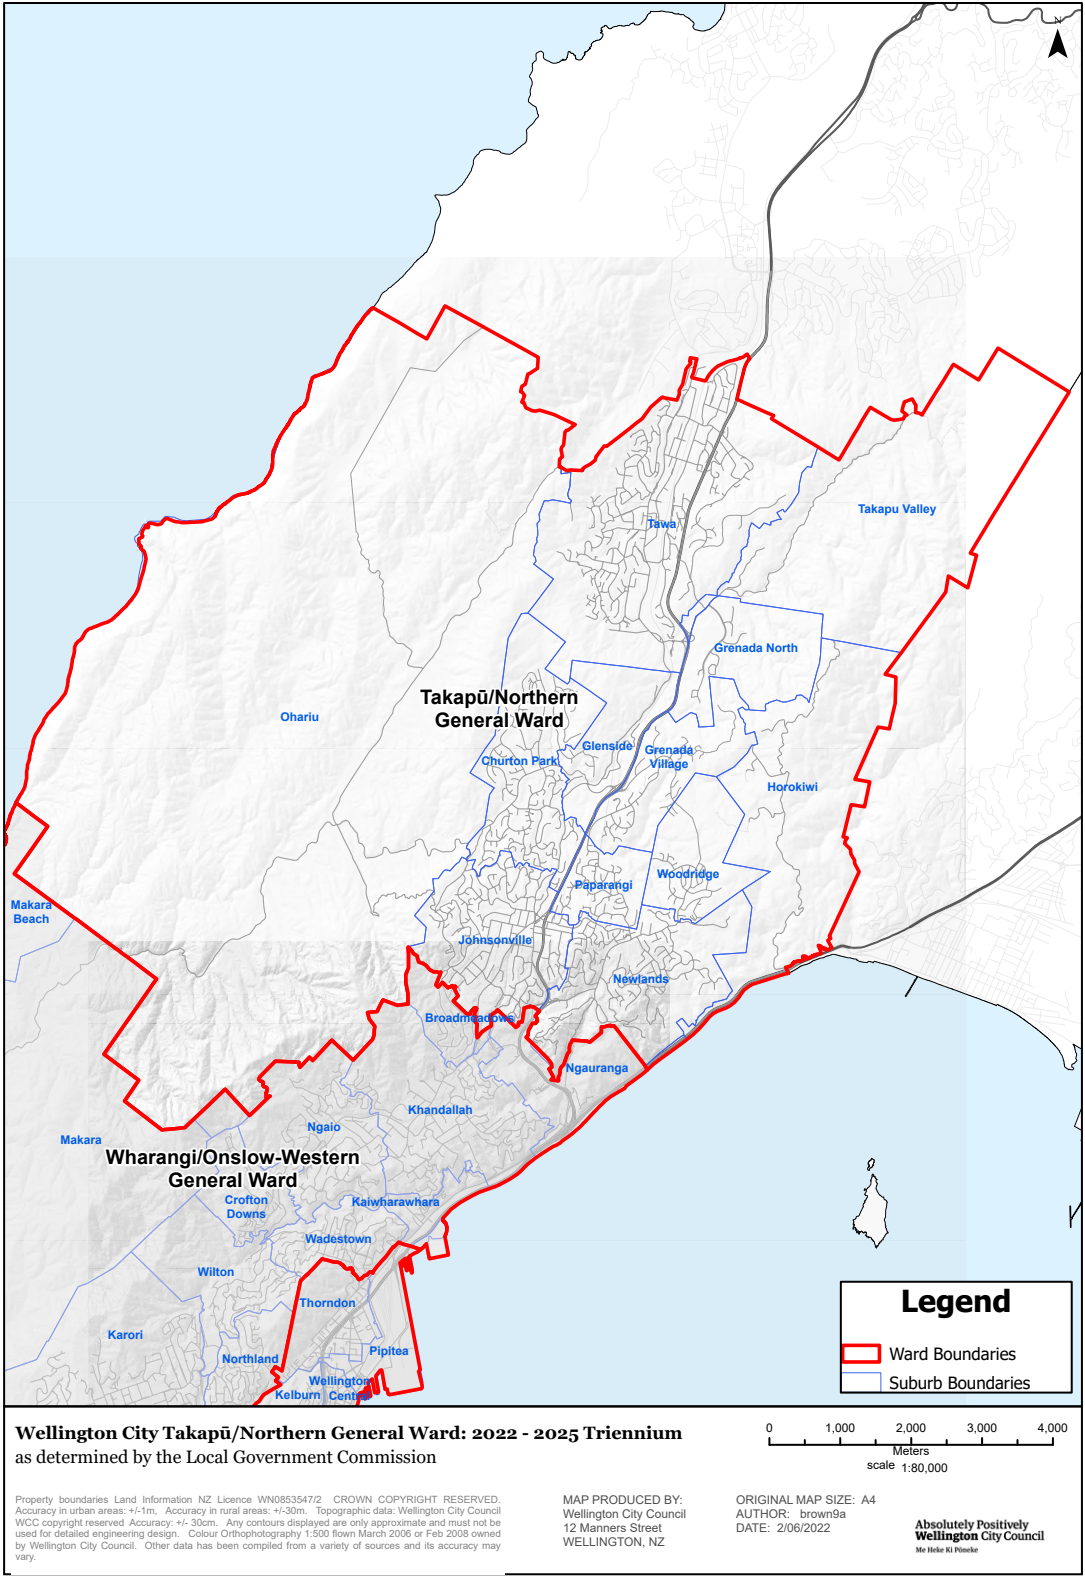 N
Takapu Valley
Tawa
Grenada North
Takapū/Northern
General Ward
Ohariu
Glenside
Grenada
Village
Churton Park
Horokiwi
Woodridge
Paparangi
Makara
Beach
Johnsonville
Newlands
Broadmeadows
Ngauranga
Khandallah
Ngaio
Makara
Wharangi/Onslow-Western
General Ward
Crofton
Downs
Kaiwharawhara
Wadestown
Wilton
Thorndon
Karori
Pipitea
Northland
Wellington
Central
Kelburn
Legend
Ward Boundaries
Suburb Boundaries
Wellington City Takapū/Northern General Ward: 2022 - 2025 Triennium
as determined by the Local Government Commission
0 1,000 2,000 3,000 4,000
Meters
scale 1:80,000
Property boundaries Land Information NZ Licence WN0853547/2 CROWN COPYRIGHT RESERVED.
Accuracy in urban areas: +/-1m, Accuracy in rural areas: +/-30m. Topographic data: Wellington City Council
WCC copyright reserved Accuracy: +/- 30cm. Any contours displayed are only approximate and must not be
used for detailed engineering design. Colour Orthophotography 1:500 flown March 2006 or Feb 2008 owned
by Wellington City Council. Other data has been compiled from a variety of sources and its accuracy may
vary.
MAP PRODUCED BY:
Wellington City Council
12 Manners Street
WELLINGTON, NZ
ORIGINAL MAP SIZE: A4
AUTHOR: brown9a
DATE: 2/06/2022
Absolutely Positively
Wellington City Council
Me Heke Ki Pōneke